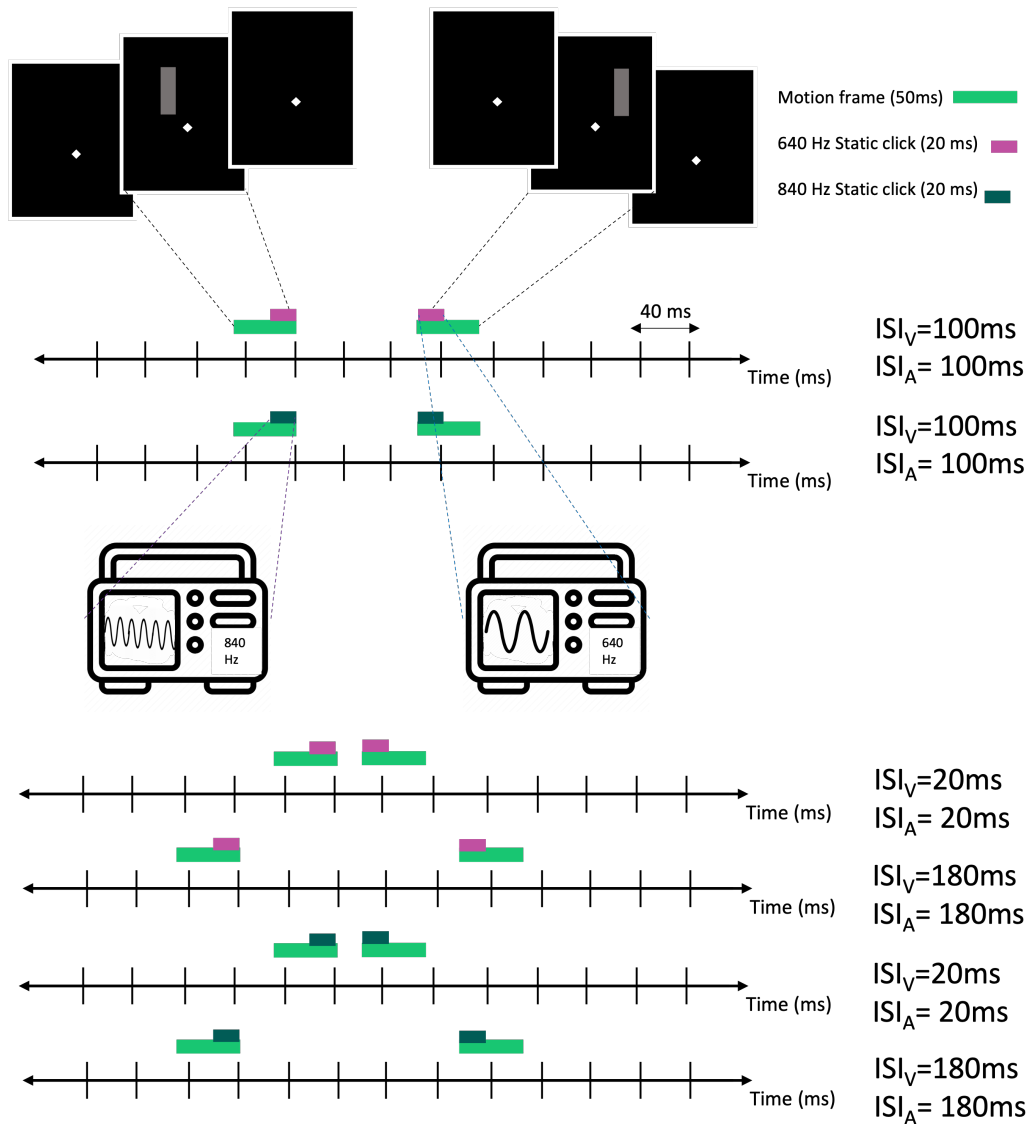 Motion frame (50ms)
640 Hz Static click (20 ms)
840 Hz Static click (20 ms)
40 ms
ISIV=100ms
ISIA= 100ms
Time (ms)
ISIV=100ms
ISIA= 100ms
Time (ms)
840
Hz
640
Hz
ISIV=20ms
ISIA= 20ms
Time (ms)
ISIV=180ms
ISIA= 180ms
Time (ms)
ISIV=20ms
ISIA= 20ms
Time (ms)
ISIV=180ms
ISIA= 180ms
Time (ms)